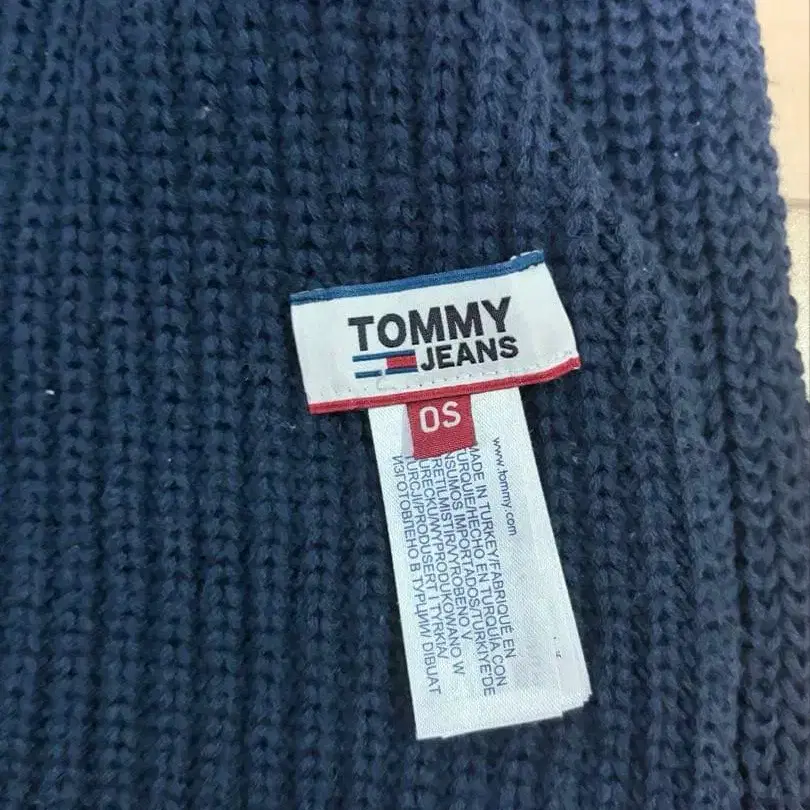 TOMMY
JEANS
OS
www.tommy.com
MADE IN TURKEY/FABRIQUÉ EN
TURQUIE/HECHO EN TURQUÍA CON
INSUMOS IMPORTADOS/TÜRKIYE'DE
ÜRETILMIŞTIR/VYROBENO V
TURECKU/WYPRODUKOWANO W
TURCJI/PRODUSERT I TYRKIA/
ИЗГОТОВЛЕНО В ТУРЦИИ/ DIBUAT